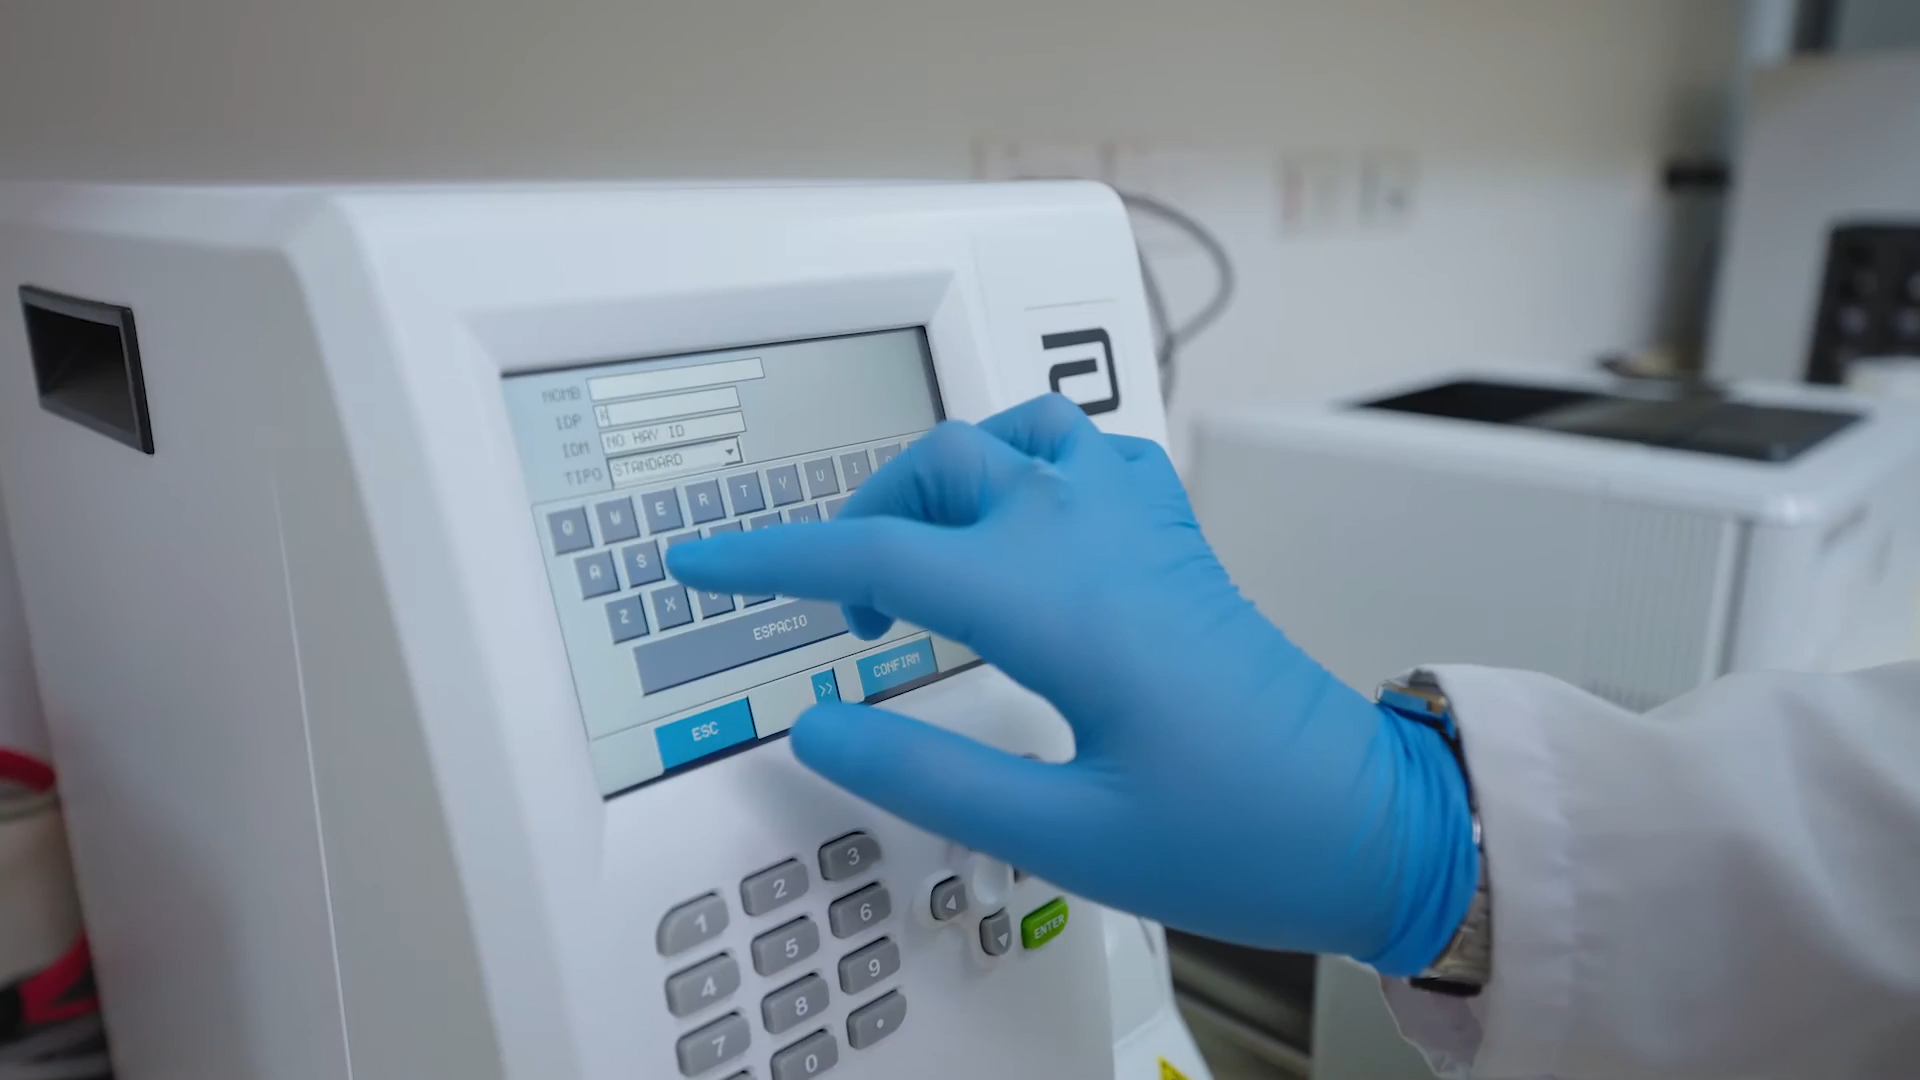 NOMB
IDP
IDM NO HAY ID
TIPO STANDARD
Q W E R T Y U I
A S
Z X
ESPACIO
ESC >> CONFIRM
1 2 3
4 5 6
7 8 9
0 .
ENTER